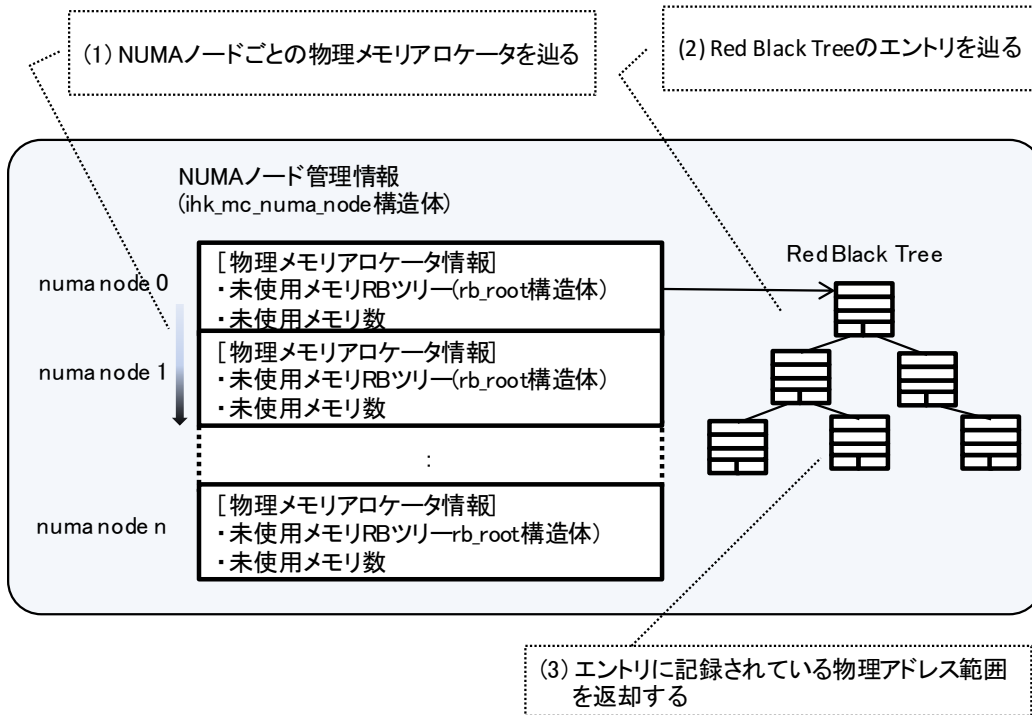 (1) NUMAノードごとの物理メモリアロケータを辿る
(2) Red Black Treeのエントリを辿る
NUMAノード管理情報
(ihk_mc_numa_node構造体)
numa node 0
[物理メモリアロケータ情報]
・未使用メモリRBツリー(rb_root構造体)
・未使用メモリ数
Red Black Tree
numa node 1
[物理メモリアロケータ情報]
・未使用メモリRBツリー(rb_root構造体)
・未使用メモリ数
:
numa node n
[物理メモリアロケータ情報]
・未使用メモリRBツリーrb_root構造体)
・未使用メモリ数
(3) エントリに記録されている物理アドレス範囲
を返却する